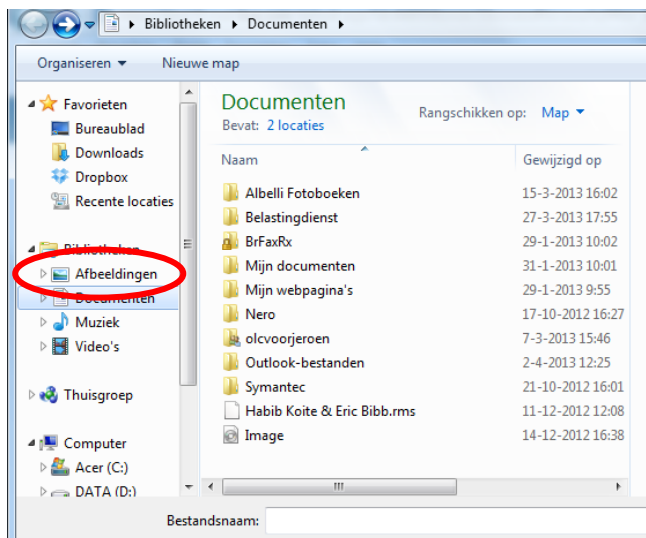 Bibliotheken Documenten
Organiseren Nieuwe map
Favorieten
Bureaublad
Downloads
Dropbox
Recente locaties
Bibliotheken
Afbeeldingen
Documenten
Muziek
Video's
Thuisgroep
Computer
Acer (C:)
DATA (D:)
Documenten
Bevat: 2 locaties
Rangschikken op: Map
Naam Gewijzigd op
Albelli Fotoboeken 15-3-2013 16:02
Belastingdienst 27-3-2013 17:55
BrFaxRx 29-1-2013 10:02
Mijn documenten 31-1-2013 10:01
Mijn webpagina's 29-1-2013 9:55
Nero 17-10-2012 16:27
olcvoorjeroen 7-3-2013 15:46
Outlook-bestanden 2-4-2013 12:25
Symantec 21-10-2012 16:01
Habib Koite & Eric Bibb.rms 11-12-2012 12:08
Image 14-12-2012 16:38
Bestandsnaam: